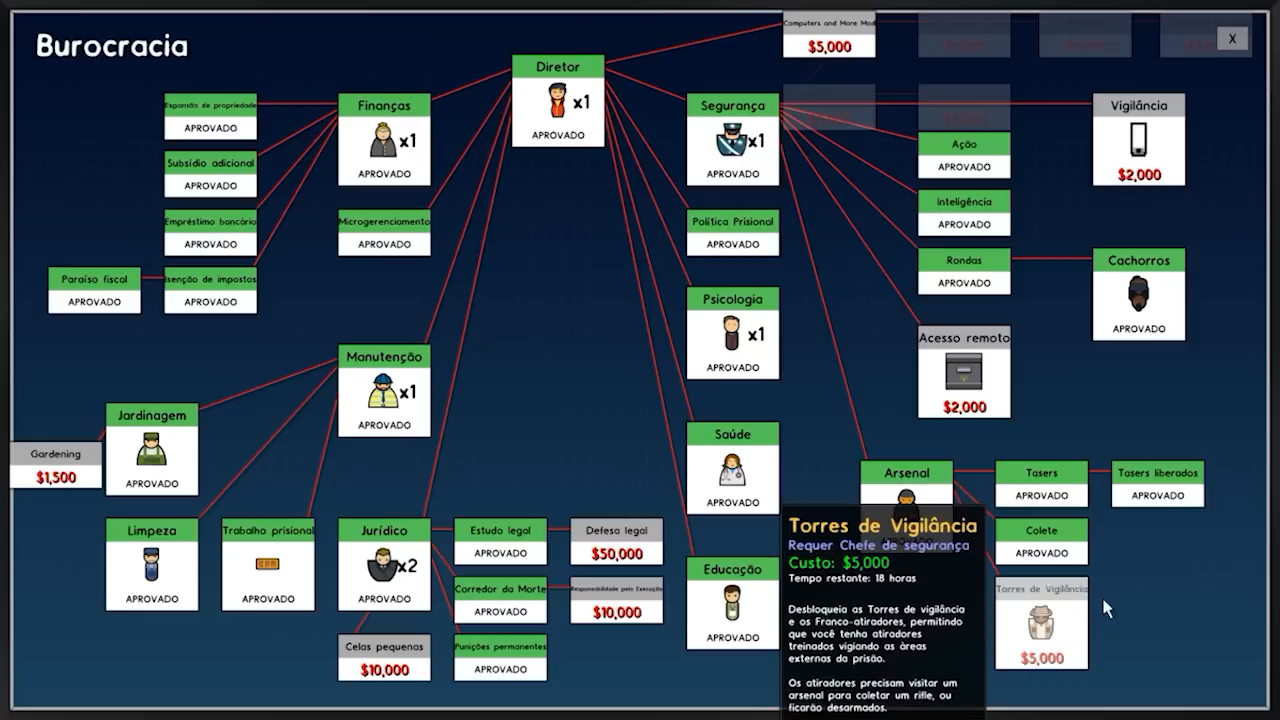 Burocracia
X
Computers and More Mod
$5,000
Diretor
x1
APROVADO
Expansão de propriedade
APROVADO
Finanças
x1
APROVADO
Segurança
x1
APROVADO
Vigilância
$2,000
Ação
APROVADO
Subsídio adicional
APROVADO
Inteligência
APROVADO
Empréstimo bancário
APROVADO
Microgerenciamento
APROVADO
Política Prisional
APROVADO
Rondas
APROVADO
Cachorros
APROVADO
Paraíso fiscal
APROVADO
Isenção de impostos
APROVADO
Psicologia
x1
APROVADO
Acesso remoto
$2,000
Manutenção
x1
APROVADO
Jardinagem
APROVADO
Gardening
$1,500
Saúde
APROVADO
Arsenal
Tasers
APROVADO
Tasers liberados
APROVADO
Limpeza
APROVADO
Trabalho prisional
APROVADO
Jurídico
x2
APROVADO
Estudo legal
APROVADO
Defesa legal
$50,000
Colete
APROVADO
Corredor da Morte
APROVADO
Responsabilidade pela Execução
$10,000
Educação
APROVADO
Torres de Vigilância
$5,000
Celas pequenas
$10,000
Punições permanentes
APROVADO
Torres de Vigilância
Requer Chefe de segurança
Custo: $5,000
Tempo restante: 18 horas
Desbloqueia as Torres de vigilância
e os Franco-atiradores, permitindo
que você tenha atiradores
treinados vigiando as áreas
externas da prisão.
Os atiradores precisam visitar um
arsenal para coletar um rifle, ou
ficarão desarmados.